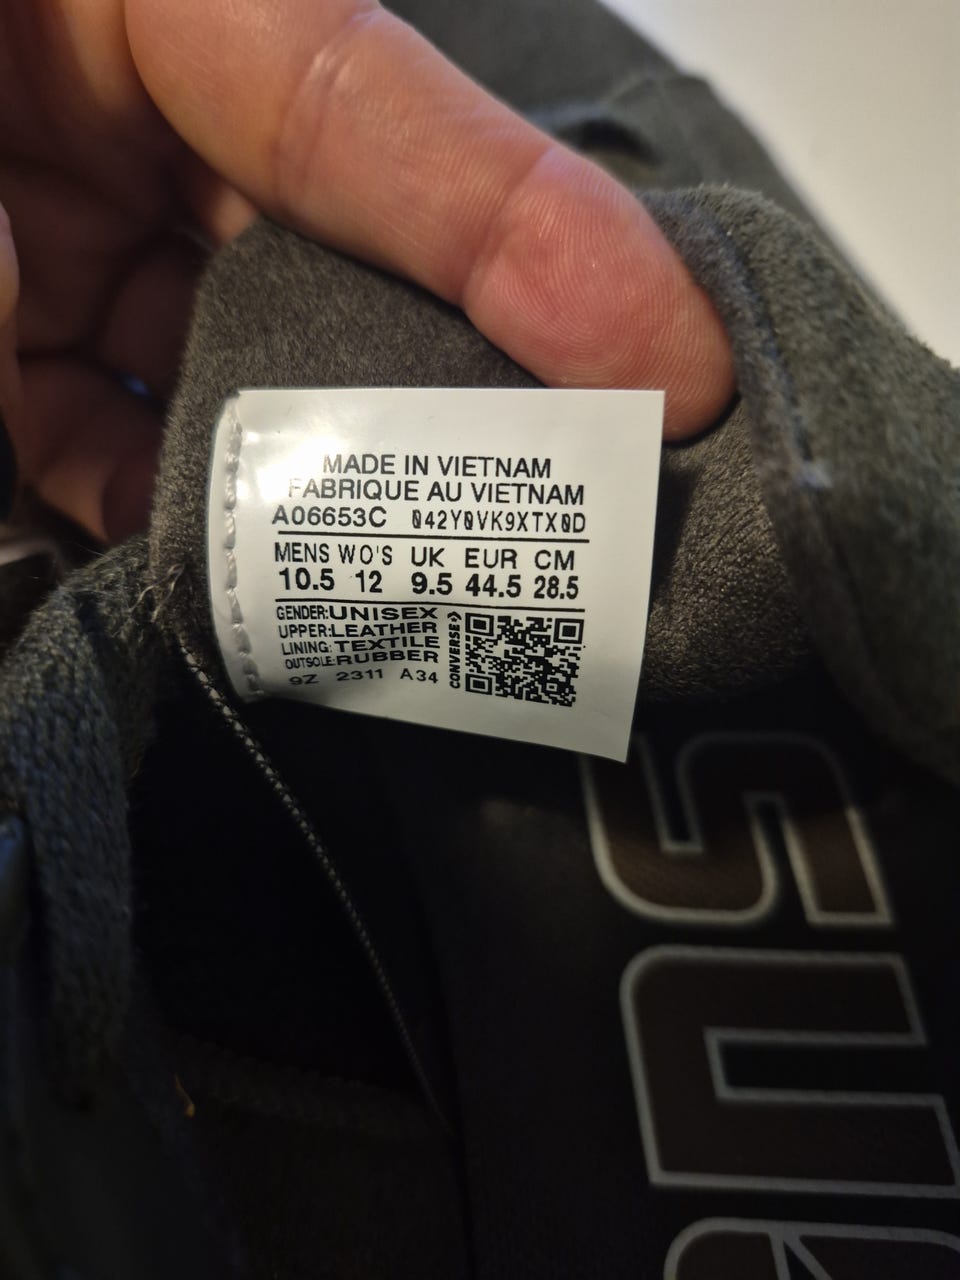 MADE IN VIETNAM
FABRIQUE AU VIETNAM
A06653C 042Y0VK9XTX0D
MENS WO'S UK EUR CM
10.5 12 9.5 44.5 28.5
GENDER:UNISEX
UPPER:LEATHER
LINING:TEXTILE
OUTSOLE:RUBBER
9Z 2311 A34
CONVERSE